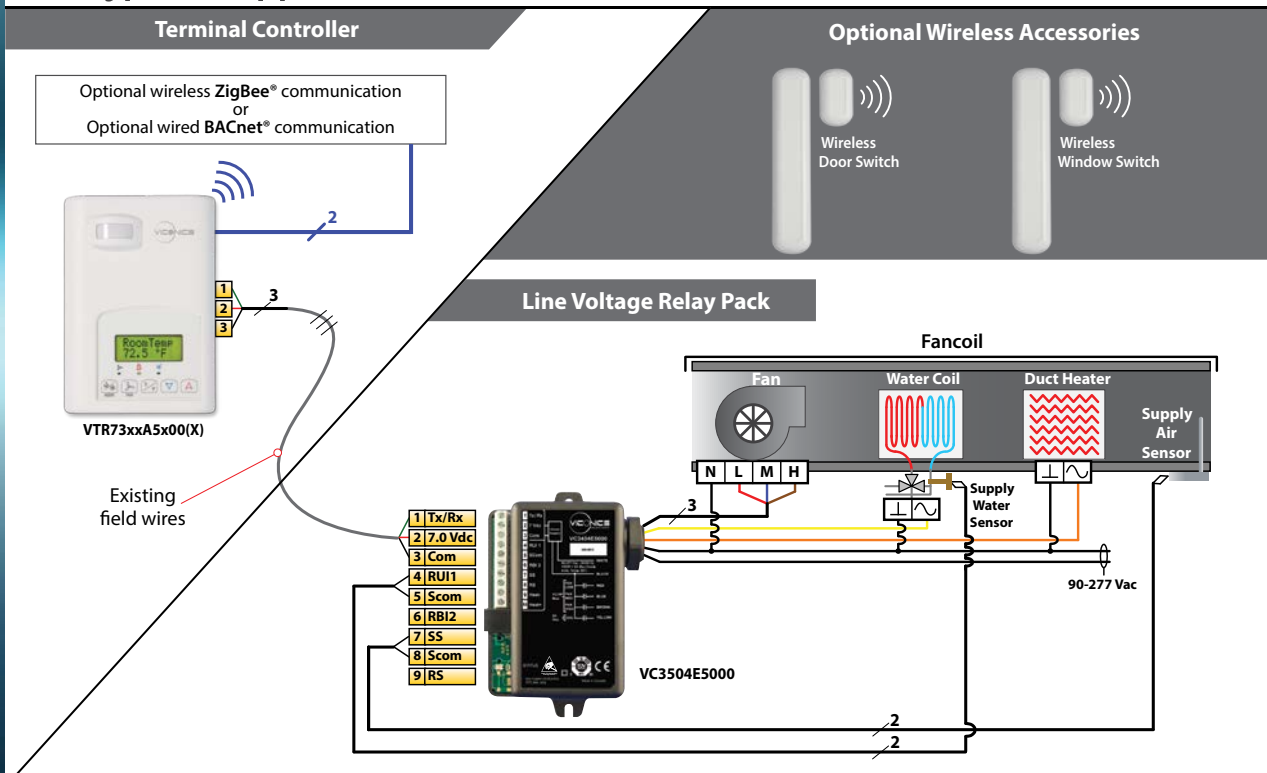 Terminal Controller
Optional Wireless Accessories
Optional wireless ZigBee® communication
or
Optional wired BACnet® communication
Wireless
Door Switch
Wireless
Window Switch
2
VICONICS
1
2
3
3
RoomTemp
72.5 °F
VTR73xxA5x00(X)
Existing
field wires
Line Voltage Relay Pack
Fancoil
Fan
Water Coil
Duct Heater
Supply
Air
Sensor
N L M H
Supply
Water
Sensor
3
90-277 Vac
1 Tx/Rx
2 7.0 Vdc
3 Com
4 RUI1
5 Scom
6 RBI2
7 SS
8 Scom
9 RS
VICONICS
VC3504E5000
CE
VC3504E5000
2
2